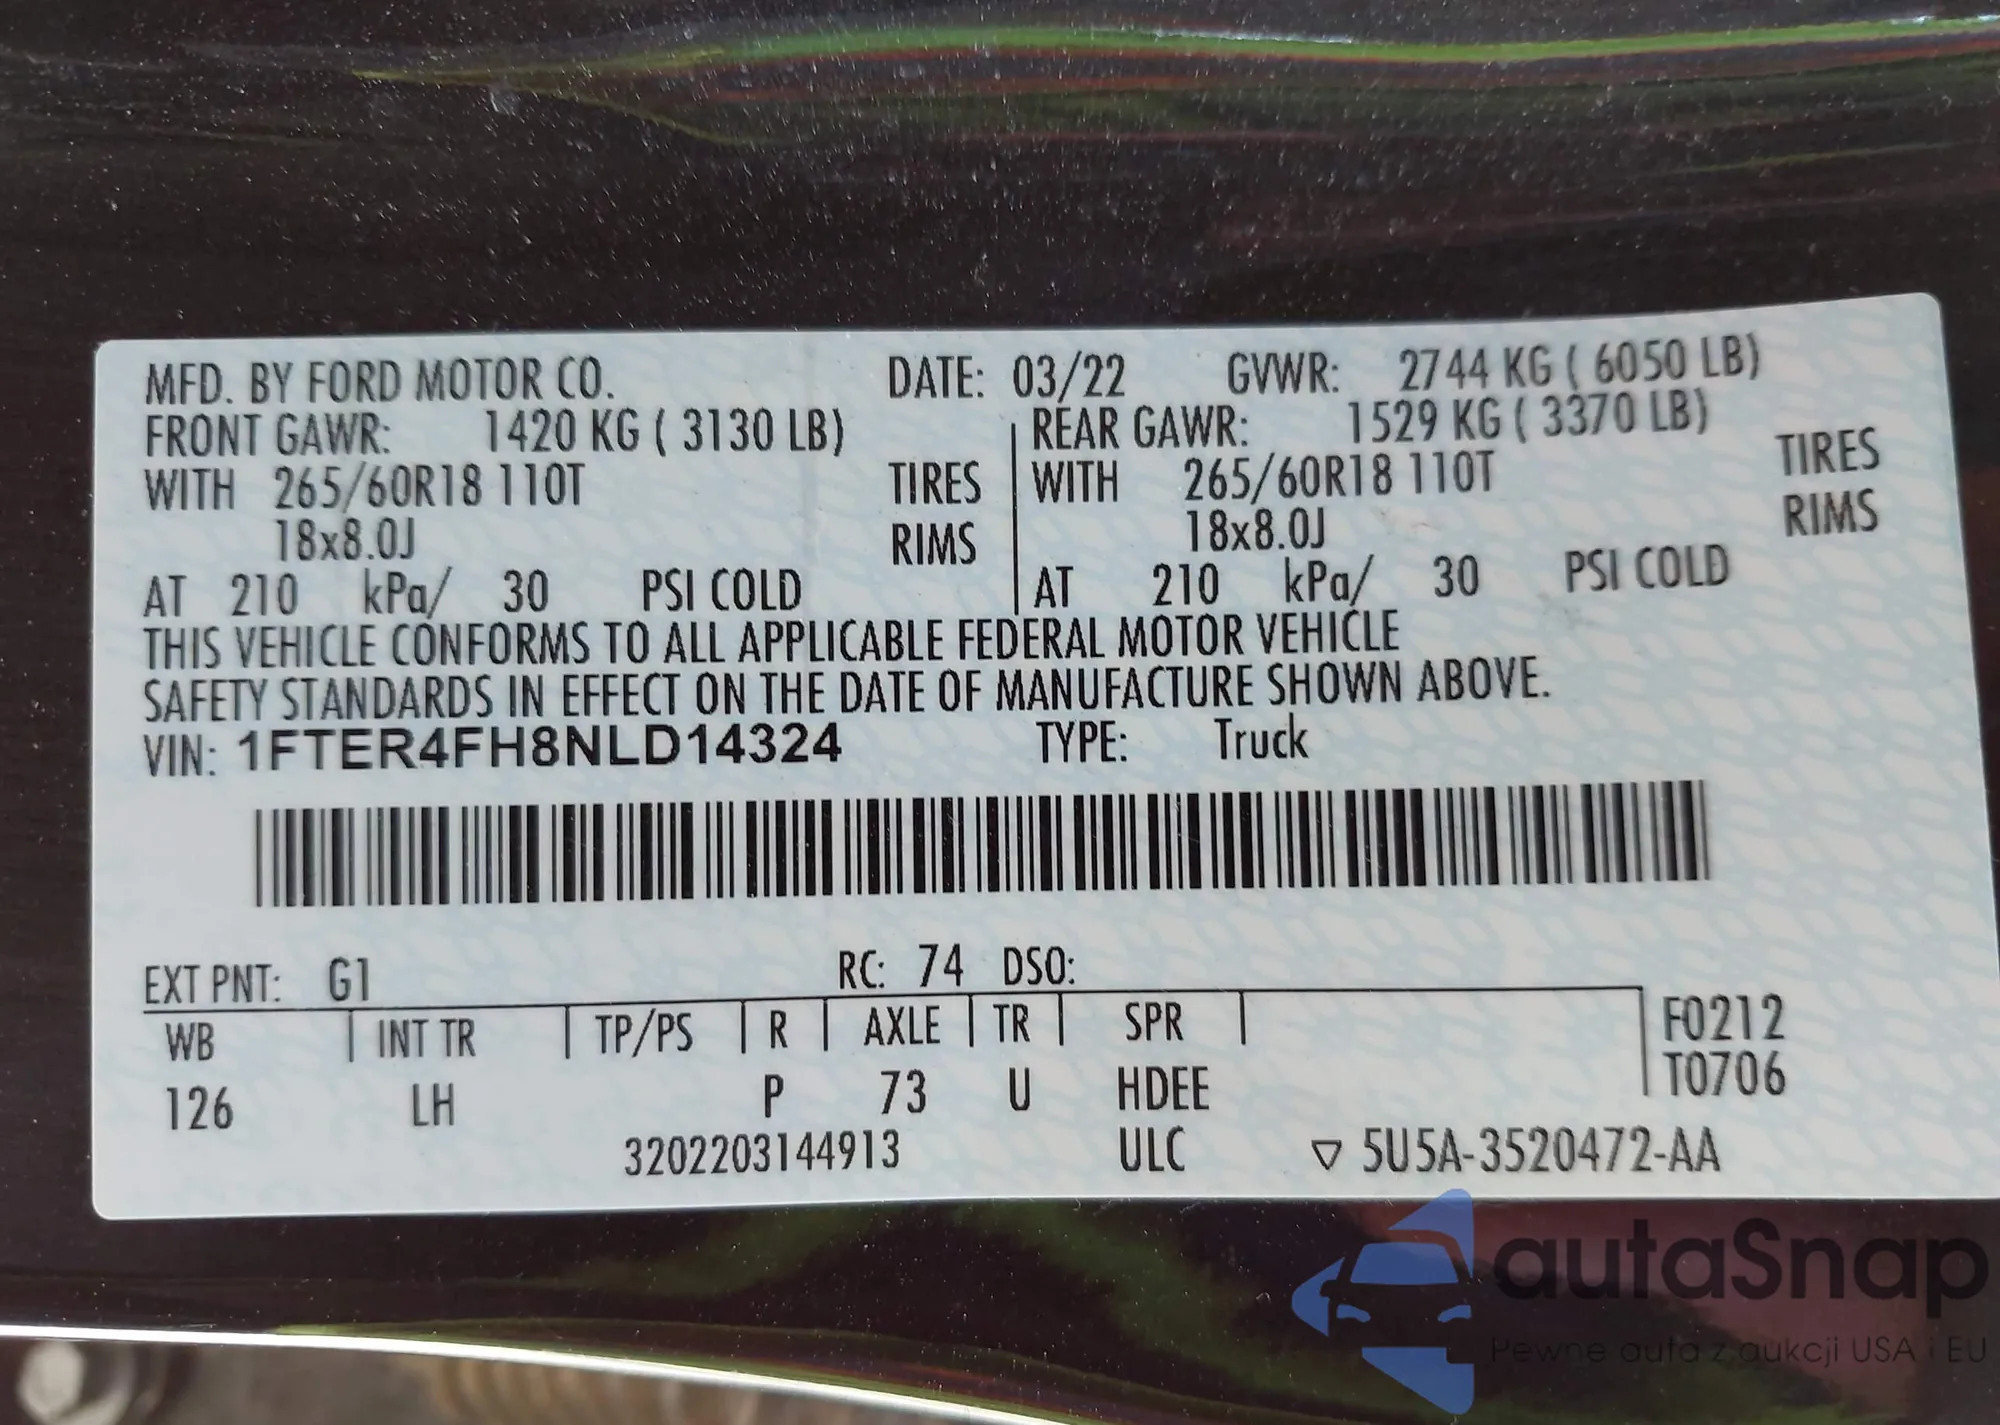 MFD. BY FORD MOTOR CO. DATE: 03/22 GVWR: 2744 KG ( 6050 LB)
FRONT GAWR: 1420 KG ( 3130 LB) REAR GAWR: 1529 KG ( 3370 LB)
WITH 265/60R18 110T TIRES WITH 265/60R18 110T TIRES
18x8.0J RIMS 18x8.0J RIMS
AT 210 kPa/ 30 PSI COLD AT 210 kPa/ 30 PSI COLD
THIS VEHICLE CONFORMS TO ALL APPLICABLE FEDERAL MOTOR VEHICLE
SAFETY STANDARDS IN EFFECT ON THE DATE OF MANUFACTURE SHOWN ABOVE.
VIN: 1FTER4FH8NLD14324 TYPE: Truck
EXT PNT: G1 RC: 74 DSO:
WB INT TR TP/PS R AXLE TR SPR F0212
126 LH P 73 U HDEE T0706
3202203144913 ULC ▽ 5U5A-3520472-AA
autaSnap
Pewne auta z aukcji USA i EU